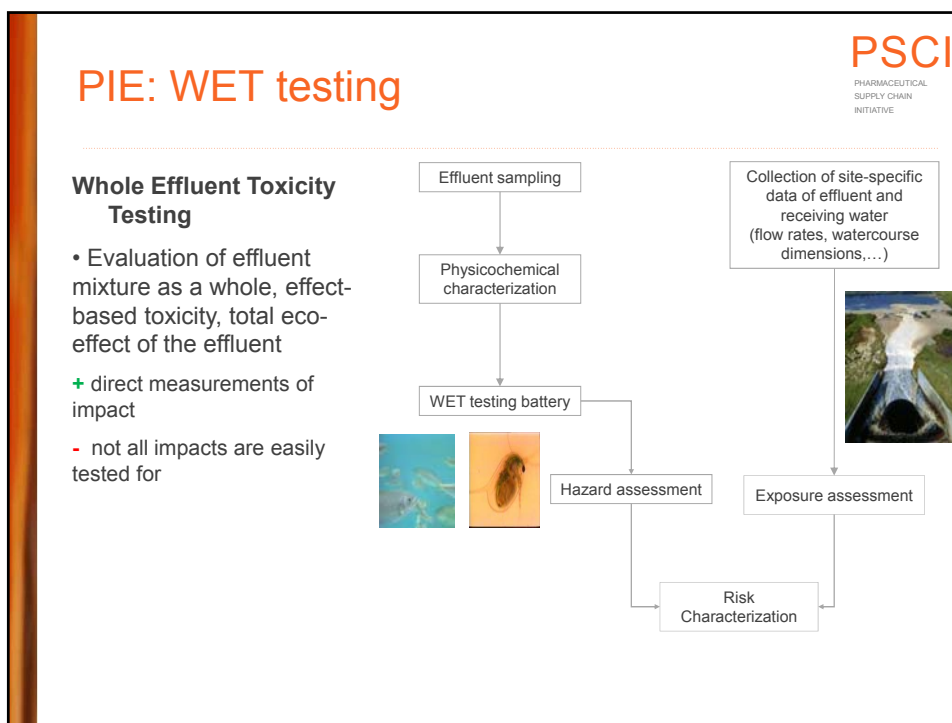 PIE: WET testing
PSCI
PHARMACEUTICAL
SUPPLY CHAIN
INITIATIVE
Whole Effluent Toxicity
Testing
• Evaluation of effluent
mixture as a whole, effect-
based toxicity, total eco-
effect of the effluent
+ direct measurements of
impact
- not all impacts are easily
tested for
Effluent sampling
Physicochemical
characterization
WET testing battery
Hazard assessment
Collection of site-specific
data of effluent and
receiving water
(flow rates, watercourse
dimensions,…)
Exposure assessment
Risk
Characterization